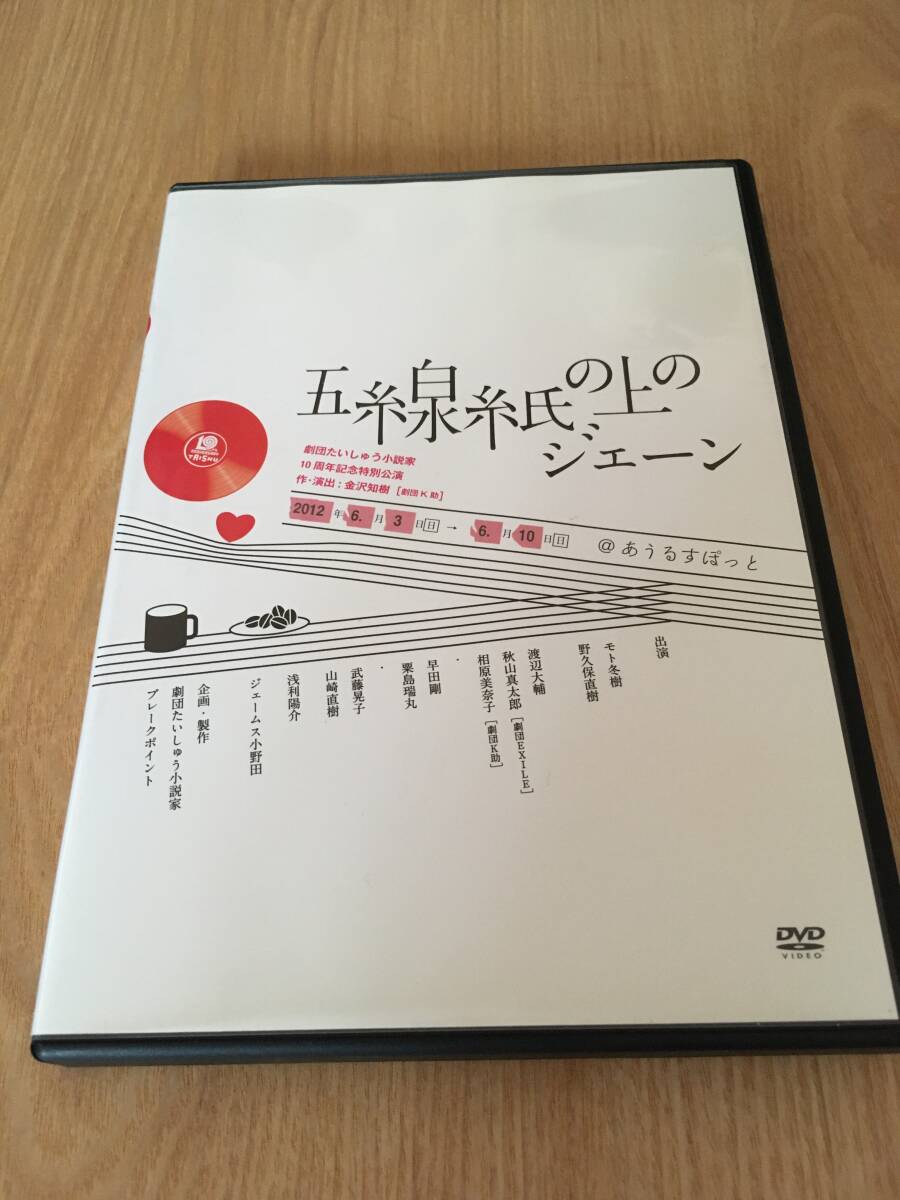 五線紙の上の
ジェーン
劇団たいしゅう小説家
10周年記念特別公演
作・演出：金沢知樹［劇団K助］
2012年6.月3日日→6.月10日日
@あうるすぽっと
10
TAISHU
出演
モト冬樹
野久保直樹
渡辺大輔
秋山真太郎［劇団EXILE］
相原美奈子［劇団K助］
・
早田剛
粟島瑞丸
・
武藤晃子
山崎直樹
浅利陽介
ジェームス小野田
企画・製作
劇団たいしゅう小説家
ブレークポイント
DVD
VIDEO